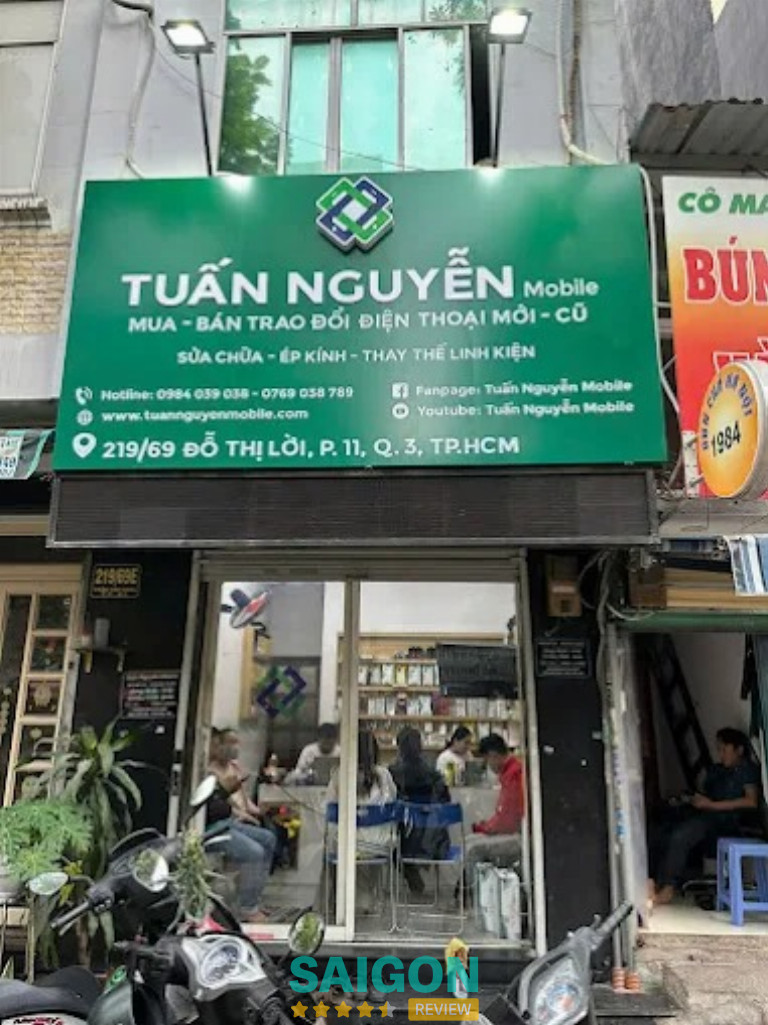 TUẤN NGUYỄN Mobile
MUA - BÁN TRAO ĐỔI ĐIỆN THOẠI MỚI - CŨ
SỬA CHỮA - ÉP KÍNH - THAY THẾ LINH KIỆN
Hotline: 0984 039 038 - 0769 038 789
www.tuannguyenmobile.com
Fanpage: Tuấn Nguyễn Mobile
Youtube: Tuấn Nguyễn Mobile
219/69 ĐỖ THỊ LỜI, P. 11, Q. 3, TP.HCM
CÔ MA
BÚN
1984
219/69E
SAIGON
REVIEW